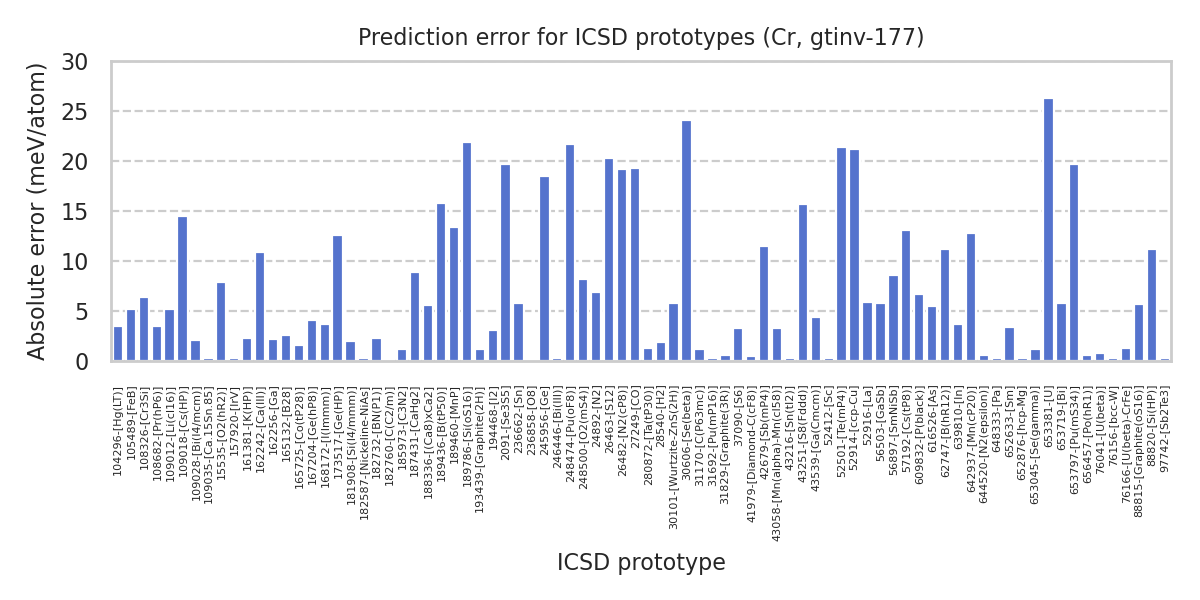 Prediction error for ICSD prototypes (Cr, gtinv-177)
Absolute error (meV/atom)
30
25
20
15
10
5
0
104296-[Hg(LT)]
105489-[FeB]
108326-[Cr3Si]
108682-[Pr(hP6)]
109012-[Li(cI16)]
109018-[Cs(HP)]
109028-[Bi(I4/mcm)]
109035-[Ca.15Sn.85]
15535-[O2(hR2)]
157920-[IrV]
161381-[K(HP)]
162242-[Ca(III)]
162256-[Ga]
165132-[B28]
165725-[Co(tP28)]
167204-[Ge(hP8)]
168172-[I(Immm)]
173517-[Ge(HP)]
181908-[Si(I4/mmm)]
182587-[Nickeline-NiAs]
182732-[BN(P1)]
182760-[C(C2/m)]
185973-[C3N2]
187431-[CaHg2]
188336-[(Ca8)xCa2]
189436-[B(tP50)]
189460-[MnP]
189786-[Si(oS16)]
193439-[Graphite(2H)]
194468-[I2]
2091-[Se3S5]
236662-[Sn]
236858-[O8]
245956-[Ge]
246446-[Bi(III)]
248474-[Pu(oF8)]
248500-[O2(mS4)]
24892-[N2]
26463-[S12]
26482-[N2(cP8)]
27249-[CO]
280872-[Ta(tP30)]
28540-[H2]
30101-[Wurtzite-ZnS(2H)]
30606-[Se(beta)]
31170-[C(P63mc)]
31692-[Pu(mP16)]
31829-[Graphite(3R)]
37090-[S6]
41979-[Diamond-C(cF8)]
42679-[Sb(mP4)]
43058-[Mn(alpha)-Mn(cI58)]
43216-[Sn(tI2)]
43251-[S8(Fddd)]
43539-[Ga(Cmcm)]
52412-[Sc]
52501-[Te(mP4)]
52914-[ccp-Cu]
52916-[La]
56503-[GaSb]
56897-[SmNiSb]
57192-[Cs(tP8)]
609832-[P(black)]
616526-[As]
62747-[B(hR12)]
639810-[In]
642937-[Mn(cP20)]
644520-[N2(epsilon)]
648333-[Pa]
652633-[Sm]
652876-[hcp-Mg]
653045-[Se(gamma)]
653381-[U]
653719-[Bi]
653797-[Pu(mS34)]
656457-[Po(hR1)]
76041-[U(beta)]
76156-[bcc-W]
76166-[U(beta)-CrFe]
88815-[Graphite(oS16)]
88820-[Si(HP)]
97742-[Sb2Te3]
ICSD prototype